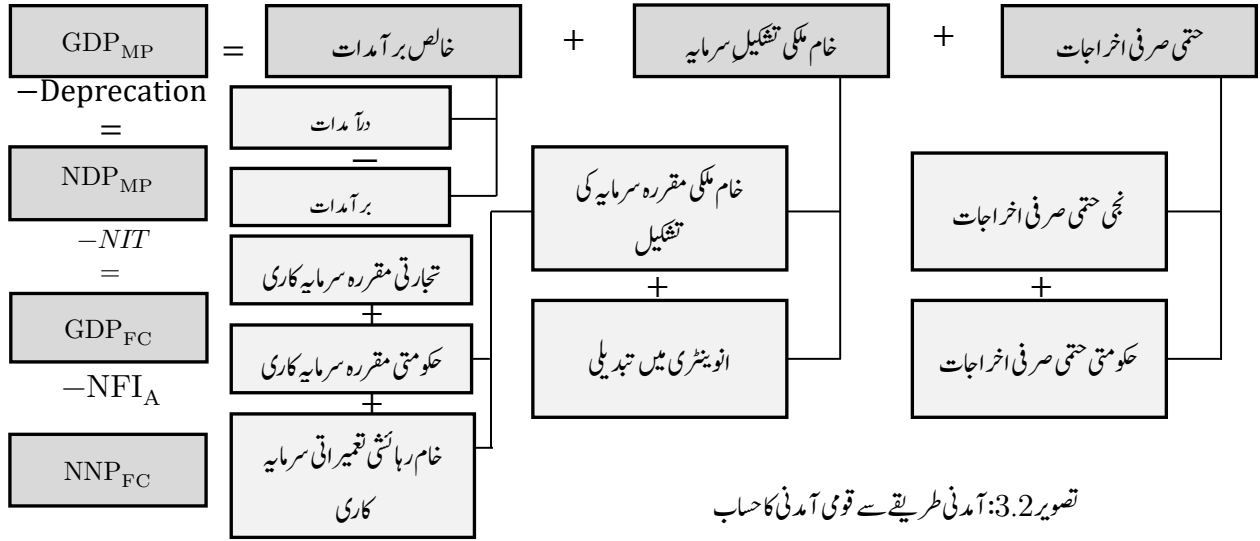 GDP_MP = خالص برآمدات + خام ملکی تشکیلِ سرمایہ + حتمی صرفی اخراجات
−Deprecation
=
NDP_MP
−NIT
=
GDP_FC
−NFI_A
NNP_FC
درآمدات
−
برآمدات
تجارتی مقررہ سرمایہ کاری
+
حکومتی مقررہ سرمایہ کاری
+
خام رہائشی تعمیراتی سرمایہ
کاری
خام ملکی مقررہ سرمایہ کی
تشکیل
+
انوینٹری میں تبدیلی
نجی حتمی صرفی اخراجات
+
حکومتی حتمی صرفی اخراجات
تصویر 3.2: آمدنی طریقے سے قومی آمدنی کا حساب